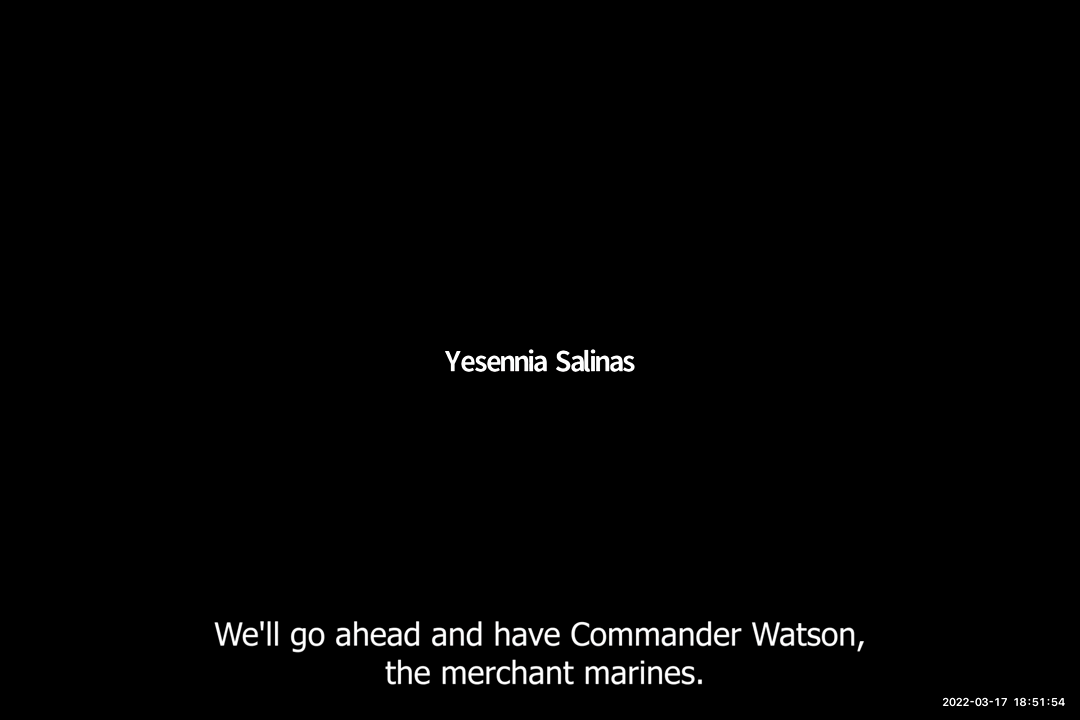 Yesennia Salinas
We'll go ahead and have Commander Watson,
the merchant marines.
2022-03-17 18:51:54